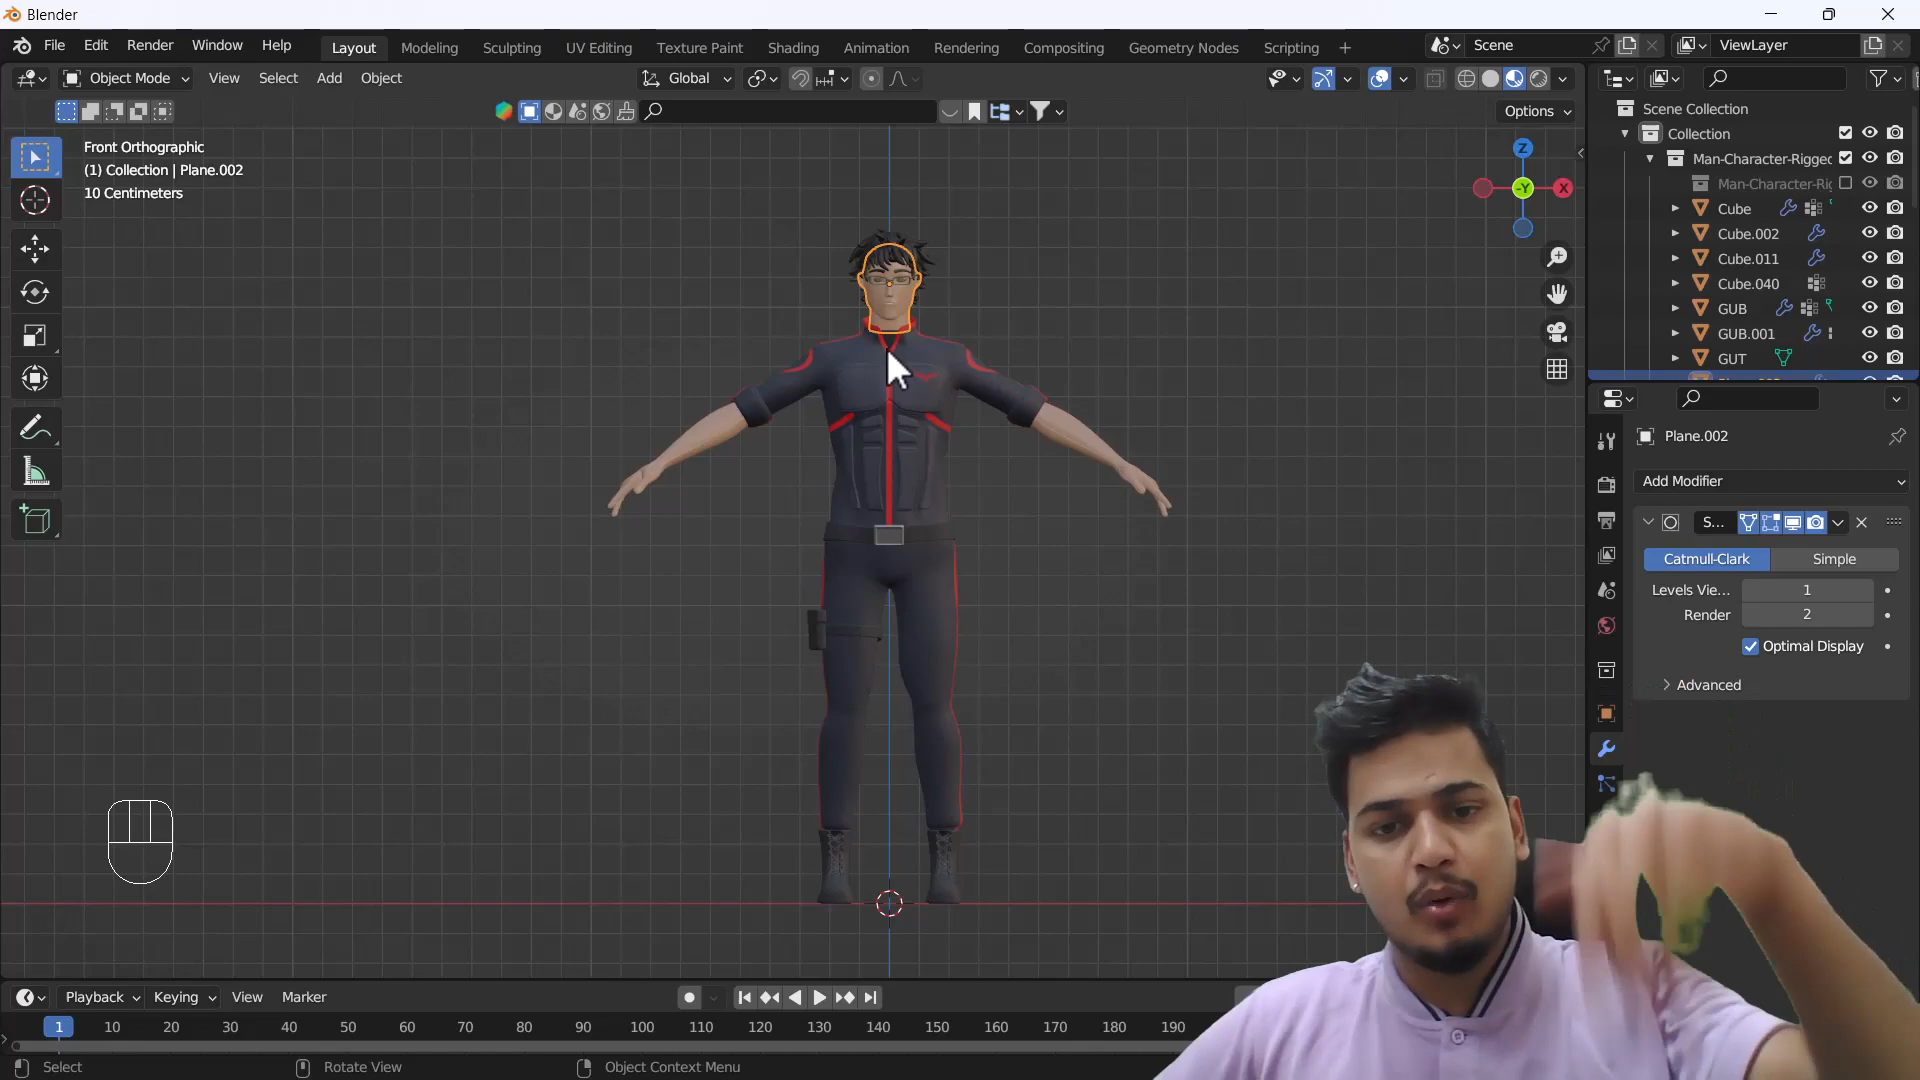 Blender
File Edit Render Window Help Layout Modeling Sculpting UV Editing Texture Paint Shading Animation Rendering Compositing Geometry Nodes Scripting + Scene ViewLayer
Object Mode View Select Add Object Global
Options
Front Orthographic
(1) Collection | Plane.002
10 Centimeters
Z
-Y
X
Scene Collection
Collection
Man-Character-Rigged
Man-Character-Rig
Cube
Cube.002
Cube.011
Cube.040
GUB
GUB.001
GUT
Plane.002
Add Modifier
S...
Catmull-Clark Simple
Levels Vie... 1
Render 2
Optimal Display
Advanced
Playback Keying View Marker
1 10 20 30 40 50 60 70 80 90 100 110 120 130 140 150 160 170 180 190
Select Rotate View Object Context Menu